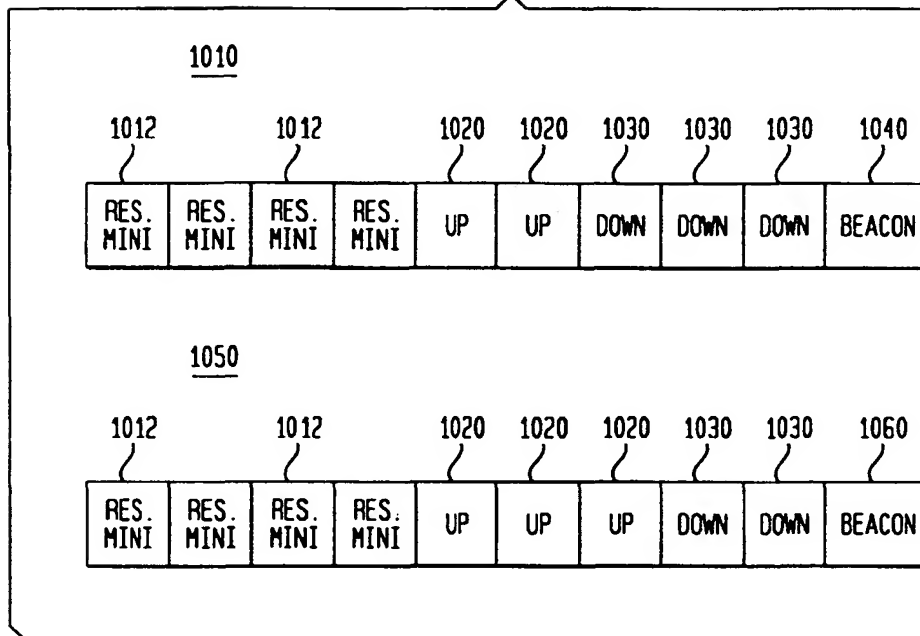 1010
1012 1012 1020 1020 1030 1030 1030 1040
RES. MINI RES. MINI RES. MINI RES. MINI UP UP DOWN DOWN DOWN BEACON
1050
1012 1012 1020 1020 1020 1030 1030 1060
RES. MINI RES. MINI RES. MINI RES. MINI UP UP UP DOWN DOWN BEACON